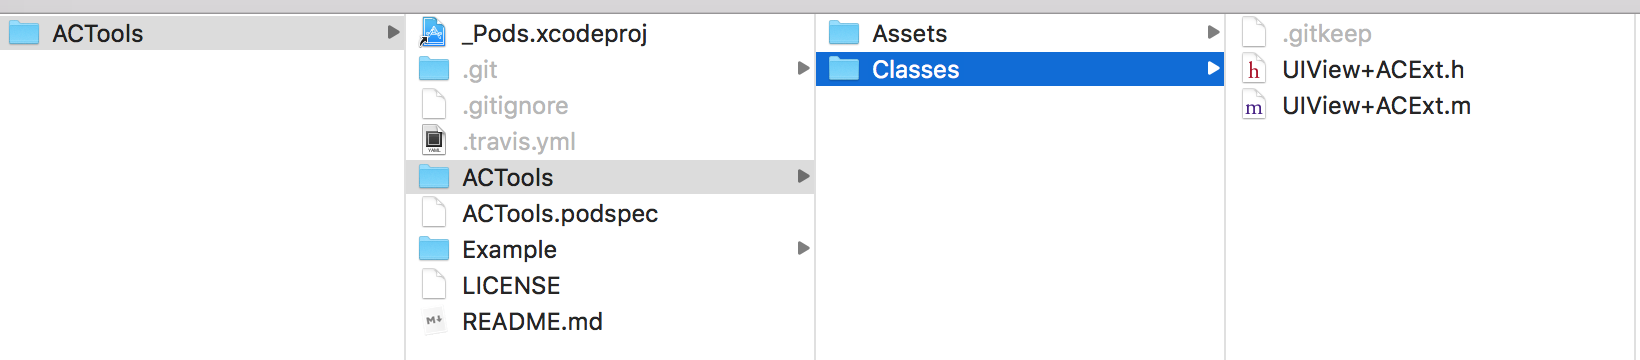 ACTools
_Pods.xcodeproj
.git
.gitignore
.travis.yml
ACTools
ACTools.podspec
Example
LICENSE
README.md
Assets
Classes
.gitkeep
UIView+ACExt.h
UIView+ACExt.m